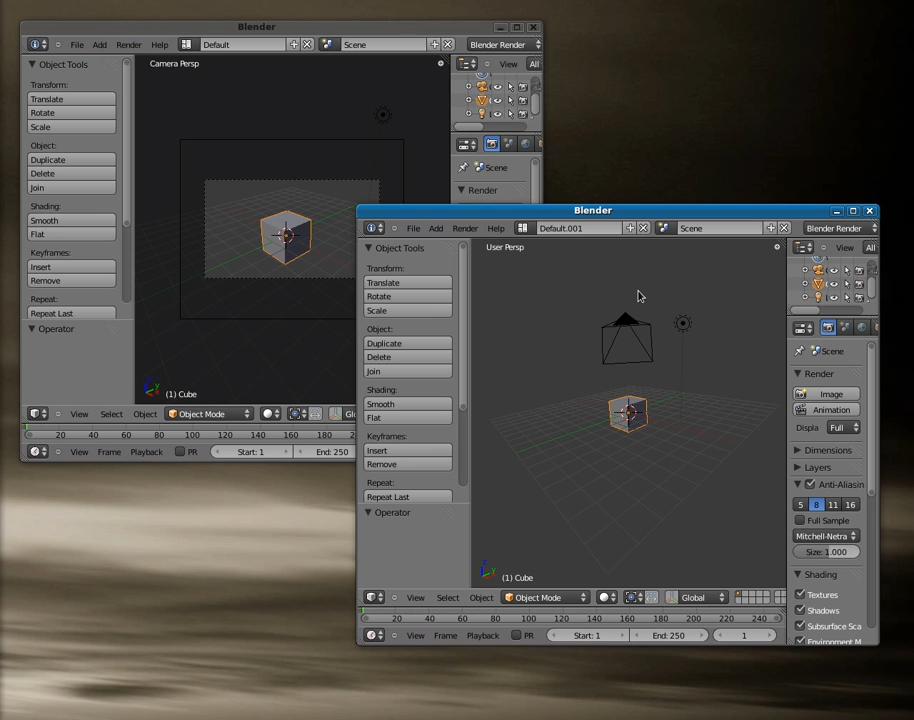 Blender
File Add Render Help Default Scene Blender Render
Object Tools
Camera Persp
View All
Transform:
Translate
Rotate
Scale
Object:
Duplicate
Delete
Join
Scene
Render
Shading:
Smooth
Flat
Keyframes:
Insert
Remove
Repeat:
Repeat Last
Operator
(1) Cube
View Select Object Object Mode
20 40 60 80 100 120 140 160 180
View Frame Playback PR Start: 1 End: 250
Blender
File Add Render Help Default.001 Scene Blender Render
Object Tools
User Persp
View All
Transform:
Translate
Rotate
Scale
Object:
Duplicate
Delete
Join
Shading:
Smooth
Flat
Keyframes:
Insert
Remove
Repeat:
Repeat Last
Operator
(1) Cube
Scene
Render
Image
Animation
Displa Full
Dimensions
Layers
Anti-Aliasin
5 8 11 16
Full Sample
Mitchell-Netra
Size: 1.000
Shading
Textures
Shadows
Subsurface Sca
Environment M
View Select Object Object Mode Global
20 40 60 80 100 120 140 160 180 200 220 240
View Frame Playback PR Start: 1 End: 250 1